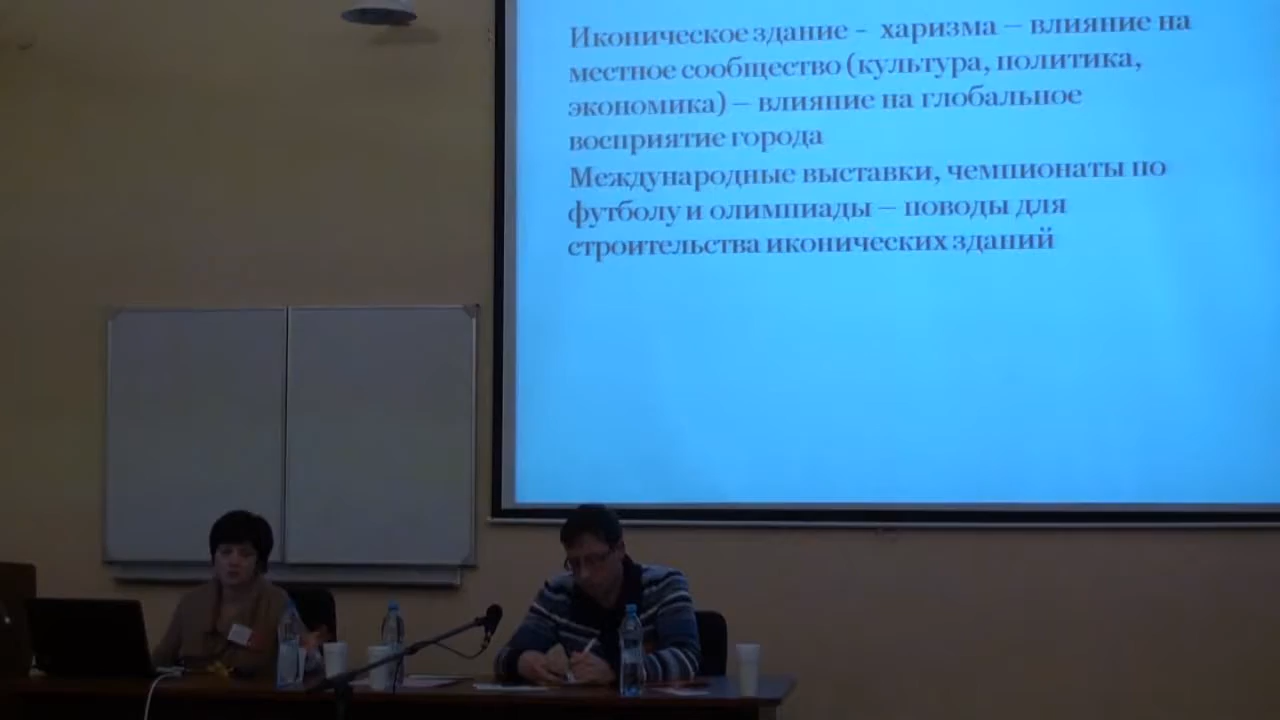 Иконическое здание - харизма – влияние на
местное сообщество (культура, политика,
экономика) – влияние на глобальное
восприятие города
Международные выставки, чемпионаты по
футболу и олимпиады – поводы для
строительства иконических зданий